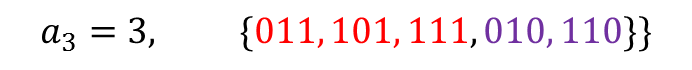 a₃ = 3, {011, 101, 111, 010, 110}}